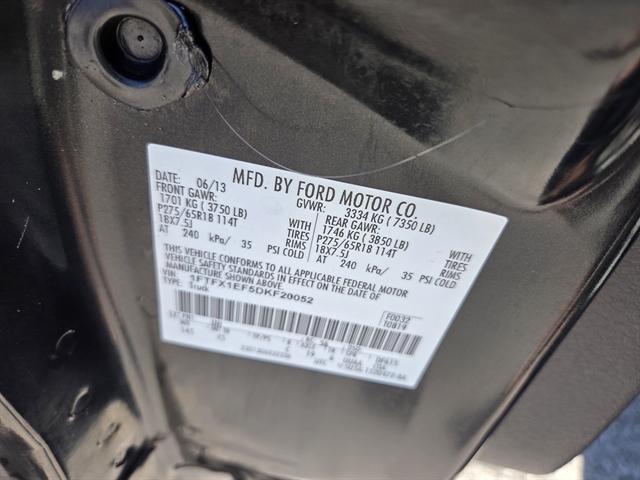 MFD. BY FORD MOTOR CO.
DATE: 06/13 GVWR: 3334 KG ( 7350 LB)
FRONT GAWR: REAR GAWR:
1701 KG ( 3750 LB) 1746 KG ( 3850 LB)
P275/65R18 114T WITH TIRES P275/65R18 114T WITH TIRES
18X7.5J RIMS 18X7.5J RIMS
AT 240 kPa/ 35 PSI COLD AT 240 kPa/ 35 PSI COLD
THIS VEHICLE CONFORMS TO ALL APPLICABLE FEDERAL MOTOR
VEHICLE SAFETY STANDARDS IN EFFECT ON THE DATE OF
MANUFACTURE SHOWN ABOVE.
VIN: 1FTFX1EF5DKF20052
TYPE: Truck
F0032
T0819